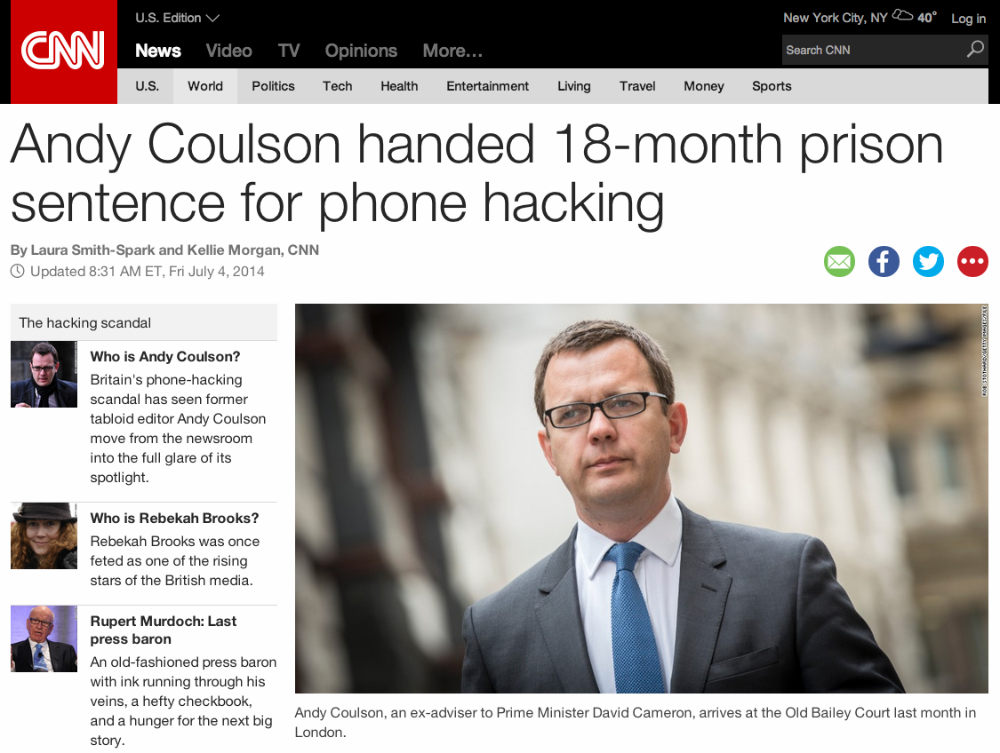 CNN
U.S. Edition
New York City, NY 40° Log in
News Video TV Opinions More...
Search CNN
U.S. World Politics Tech Health Entertainment Living Travel Money Sports
Andy Coulson handed 18-month prison
sentence for phone hacking
By Laura Smith-Spark and Kellie Morgan, CNN
Updated 8:31 AM ET, Fri July 4, 2014
The hacking scandal
Who is Andy Coulson?
Britain's phone-hacking
scandal has seen former
tabloid editor Andy Coulson
move from the newsroom
into the full glare of its
spotlight.
Who is Rebekah Brooks?
Rebekah Brooks was once
feted as one of the rising
stars of the British media.
Rupert Murdoch: Last
press baron
An old-fashioned press baron
with ink running through his
veins, a hefty checkbook,
and a hunger for the next big
story.
ROB STOTHARD/GETTY IMAGES/FILE
Andy Coulson, an ex-adviser to Prime Minister David Cameron, arrives at the Old Bailey Court last month in
London.